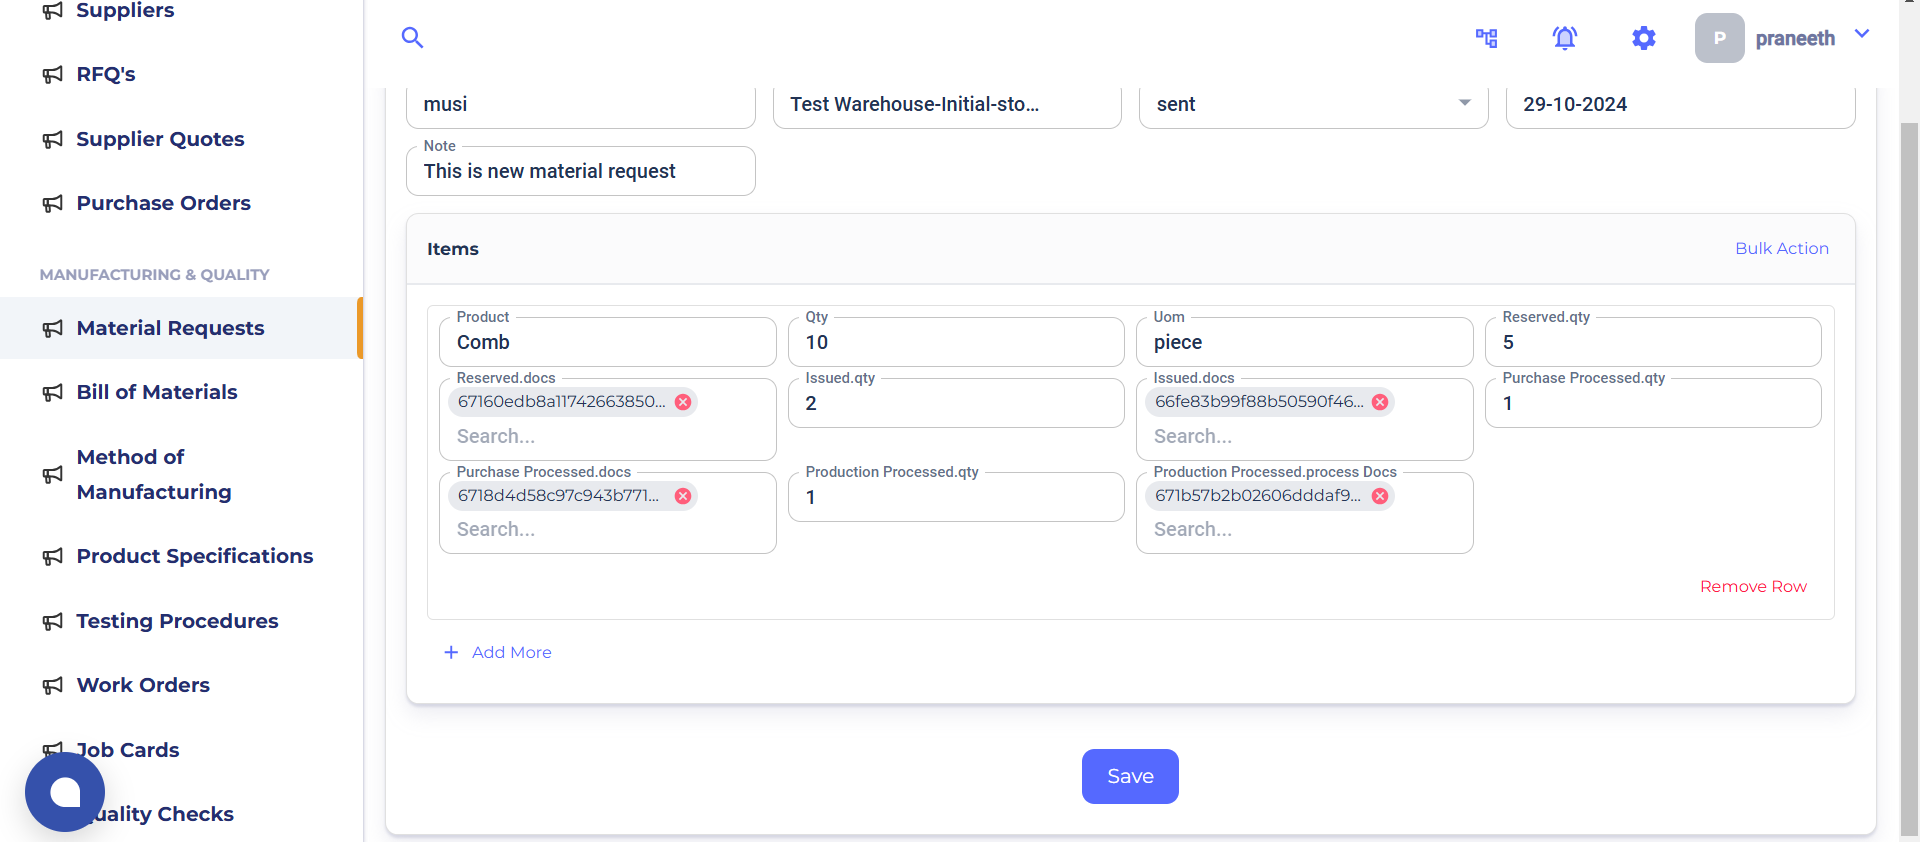 Suppliers
RFQ's
Supplier Quotes
Purchase Orders
MANUFACTURING & QUALITY
Material Requests
Bill of Materials
Method of
Manufacturing
Product Specifications
Testing Procedures
Work Orders
Job Cards
uality Checks
P praneeth
musi Test Warehouse-Initial-sto... sent 29-10-2024
Note
This is new material request
Items Bulk Action
Product Qty Uom Reserved.qty
Comb 10 piece 5
Reserved.docs Issued.qty Issued.docs Purchase Processed.qty
67160edb8a11742663850... 2 66fe83b99f88b50590f46... 1
Search... Search...
Purchase Processed.docs Production Processed.qty Production Processed.process Docs
6718d4d58c97c943b771... 1 671b57b2b02606dddaf9...
Search... Search...
Remove Row
+ Add More
Save